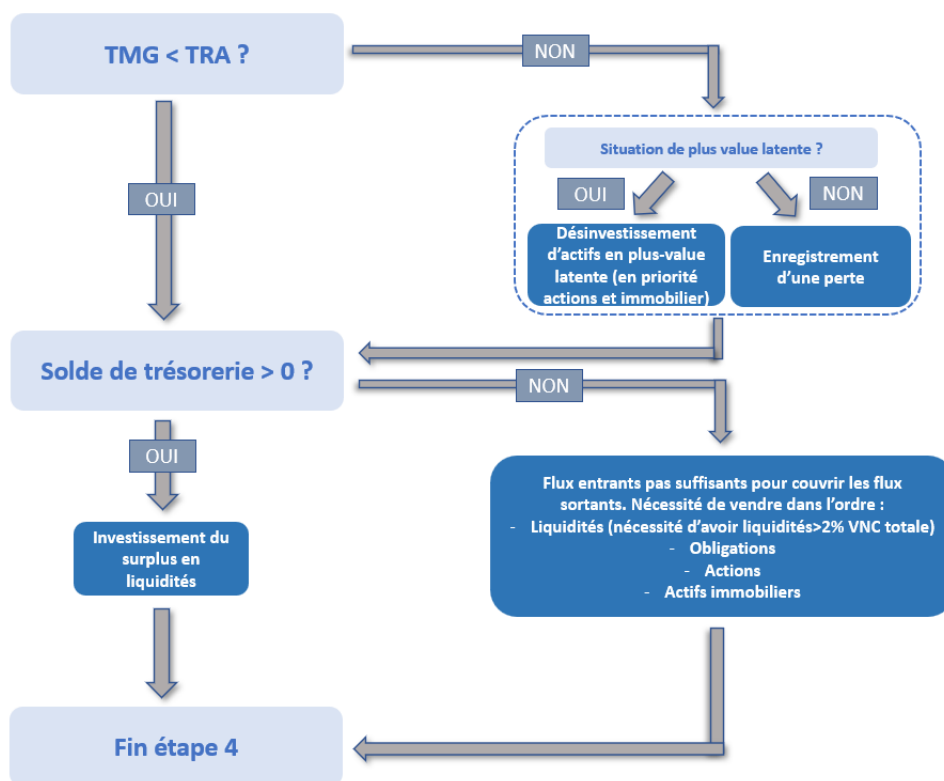 TMG < TRA ?
NON
Situation de plus value latente ?
OUI
OUI
NON
Désinvestissement
d'actifs en plus-value
latente (en priorité
actions et immobilier)
Enregistrement
d'une perte
Solde de trésorerie > 0 ?
NON
OUI
Flux entrants pas suffisants pour couvrir les flux
sortants. Nécessité de vendre dans l'ordre :
- Liquidités (nécessité d'avoir liquidités>2% VNC totale)
- Obligations
- Actions
- Actifs immobiliers
Investissement du
surplus en
liquidités
Fin étape 4